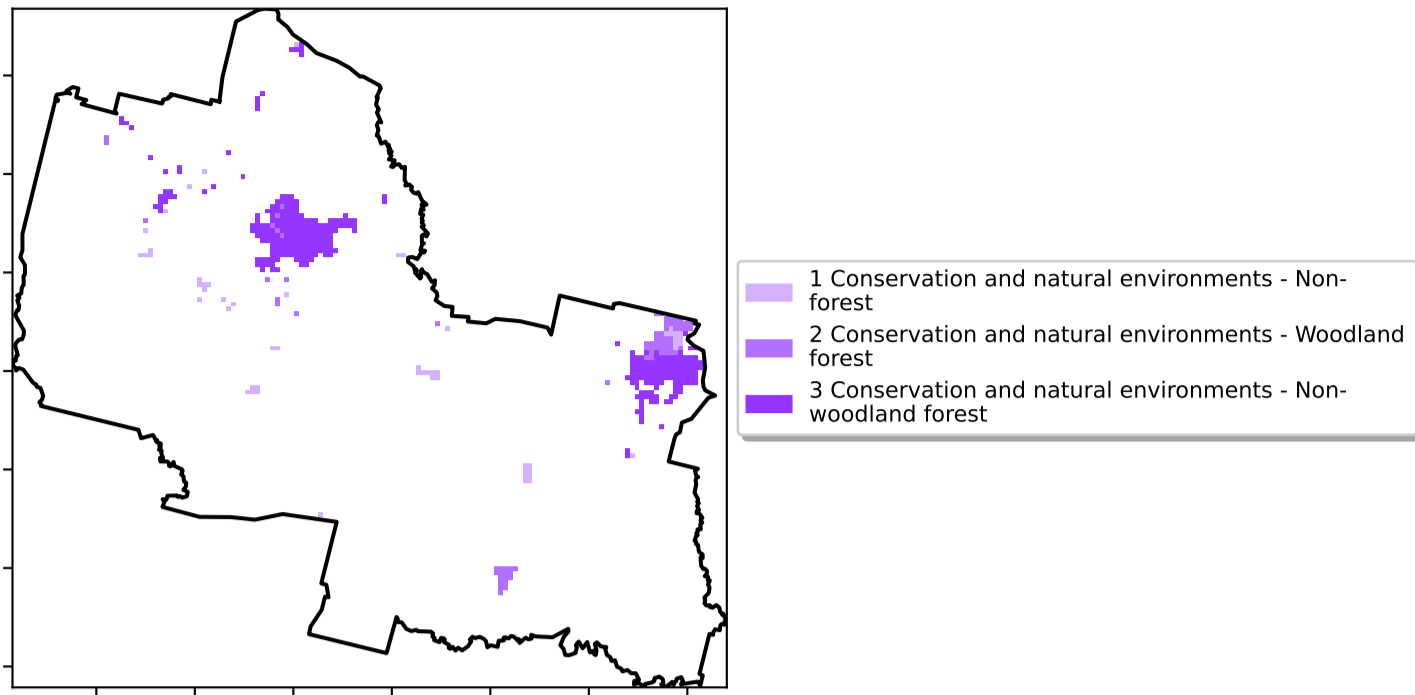 1 Conservation and natural environments - Non-
forest
2 Conservation and natural environments - Woodland
forest
3 Conservation and natural environments - Non-
woodland forest